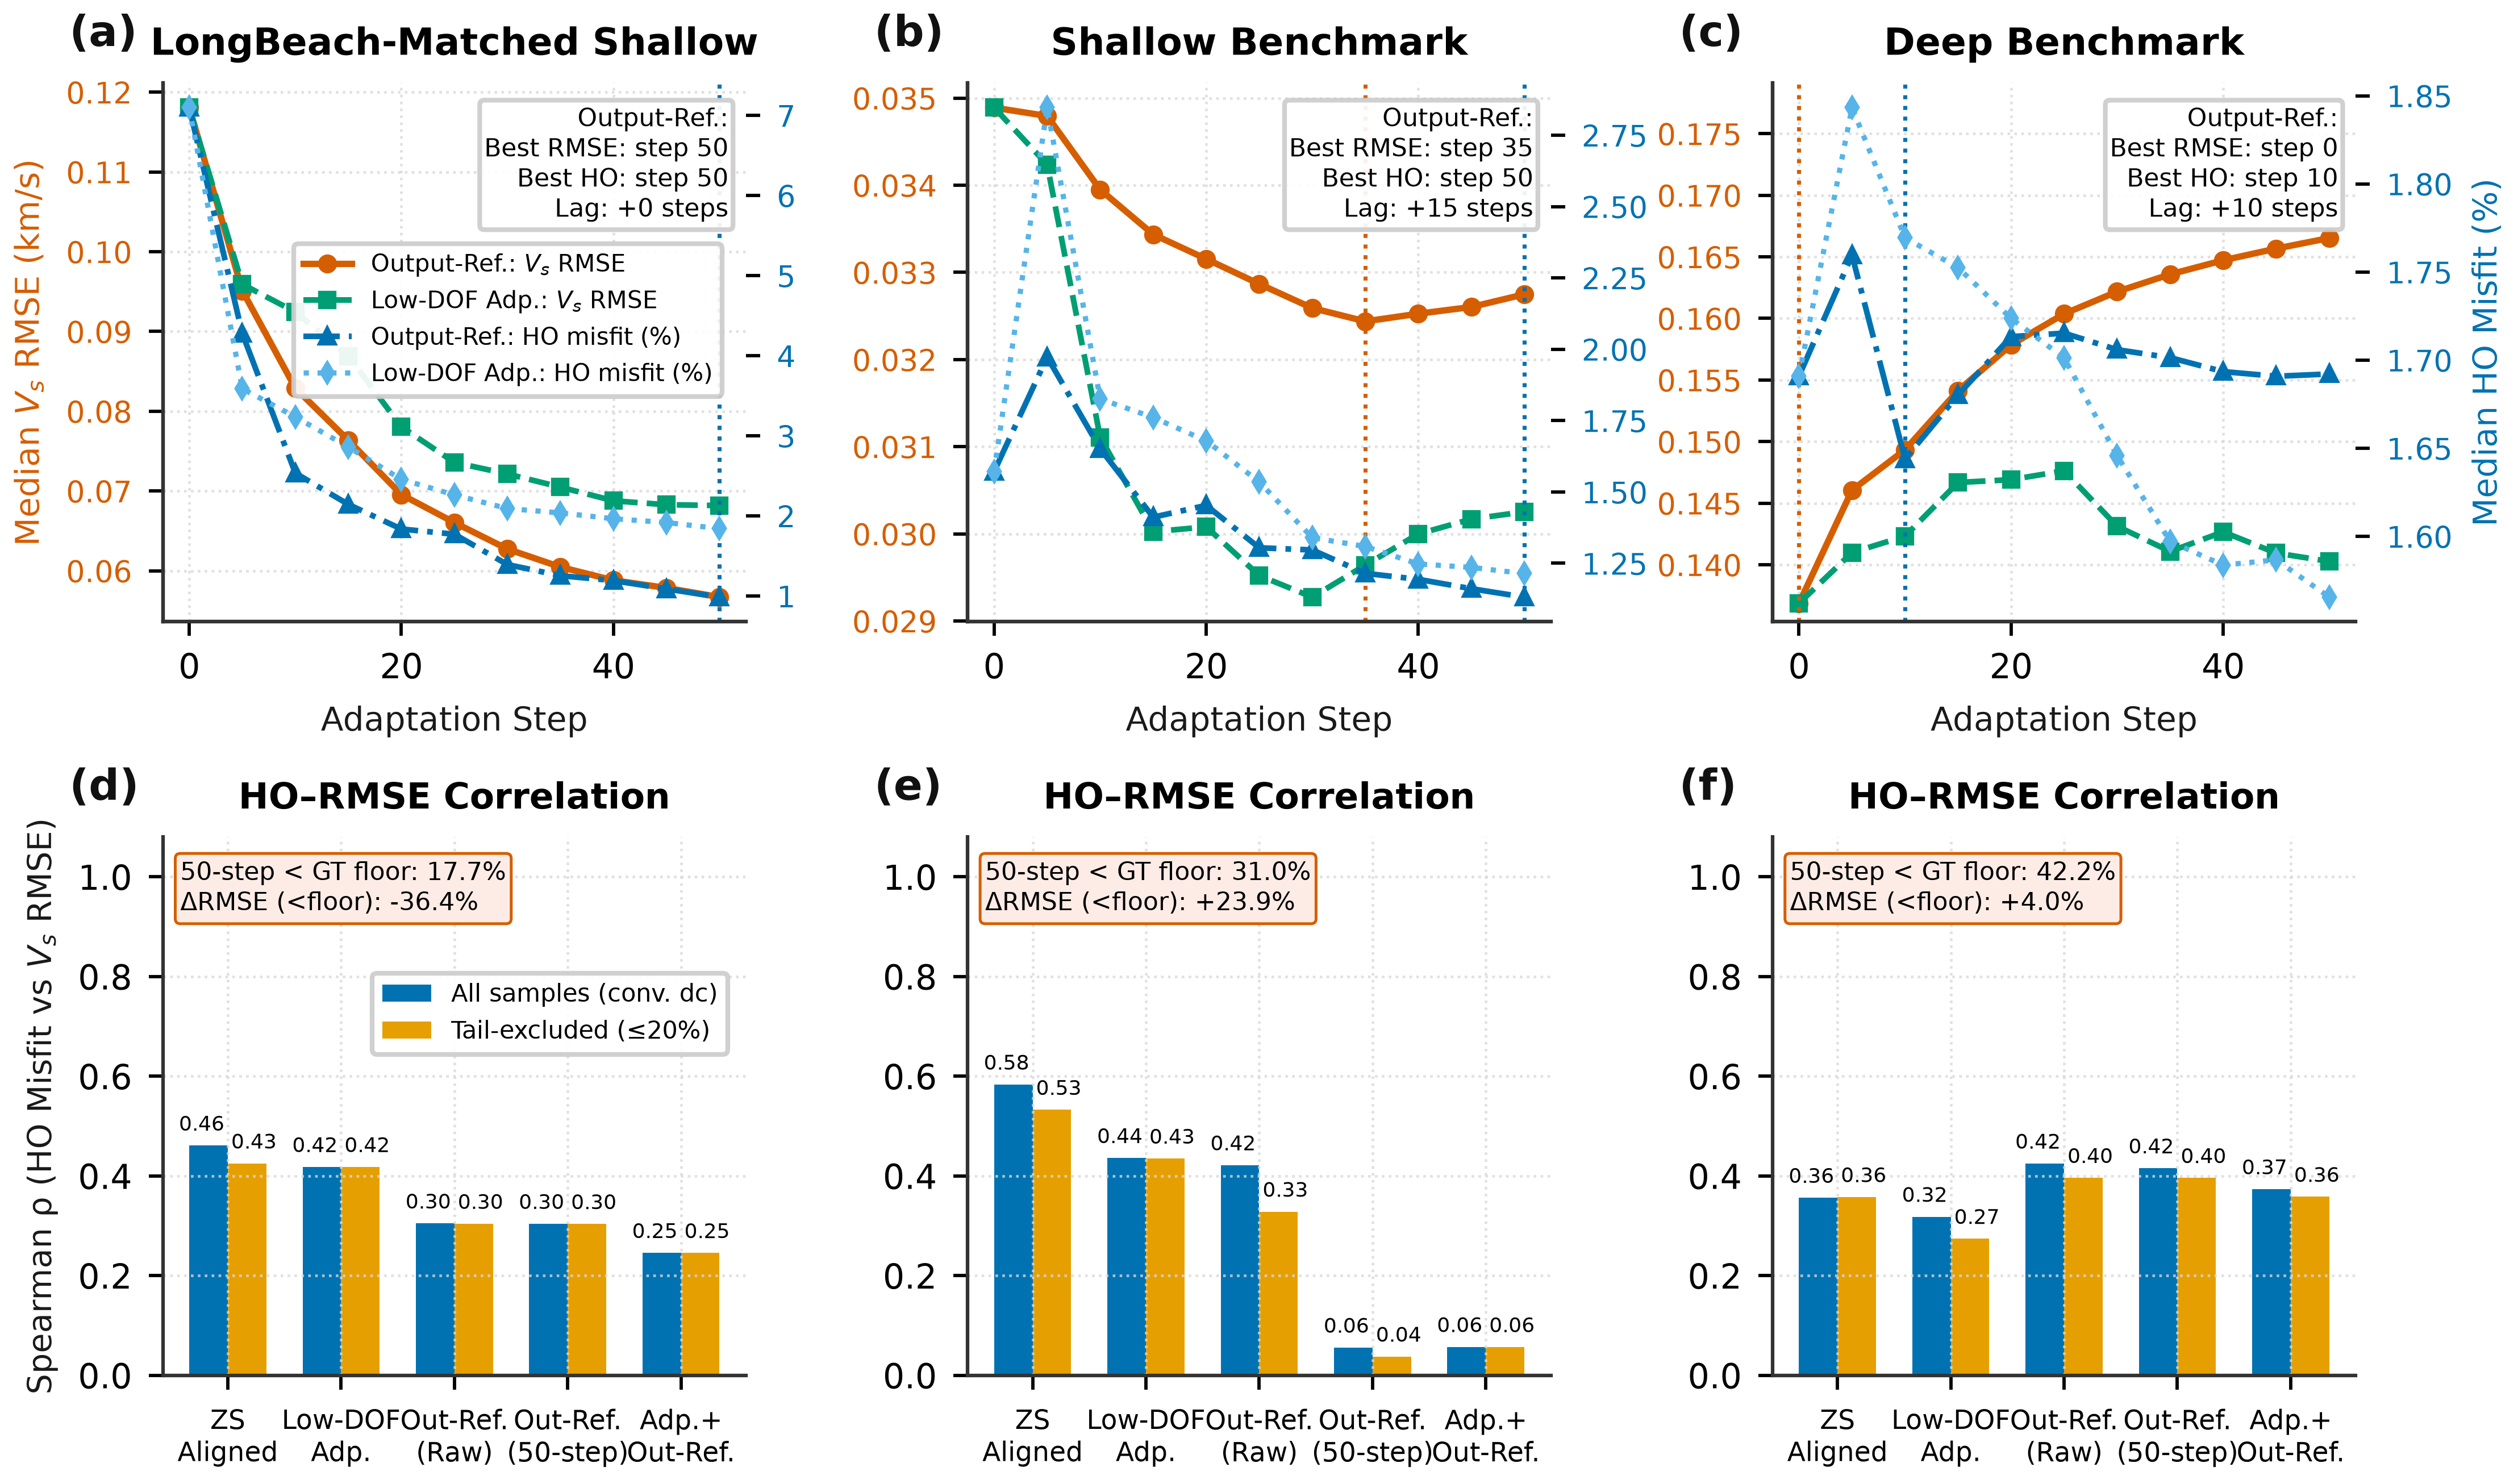 (a) LongBeach-Matched Shallow
Median Vs RMSE (km/s)
0.12
0.11
0.10
0.09
0.08
0.07
0.06
Output-Ref.:
Best RMSE: step 50
Best HO: step 50
Lag: +0 steps
Output-Ref.: Vs RMSE
Low-DOF Adp.: Vs RMSE
Output-Ref.: HO misfit (%)
Low-DOF Adp.: HO misfit (%)
7
6
5
4
3
2
1
0 20 40
Adaptation Step
(b) Shallow Benchmark
0.035
0.034
0.033
0.032
0.031
0.030
0.029
Output-Ref.:
Best RMSE: step 35
Best HO: step 50
Lag: +15 steps
2.75
2.50
2.25
2.00
1.75
1.50
1.25
0 20 40
Adaptation Step
(c) Deep Benchmark
0.175
0.170
0.165
0.160
0.155
0.150
0.145
0.140
Output-Ref.:
Best RMSE: step 0
Best HO: step 10
Lag: +10 steps
1.85
1.80
1.75
1.70
1.65
1.60
Median HO Misfit (%)
0 20 40
Adaptation Step
(d) HO–RMSE Correlation
Spearman ρ (HO Misfit vs Vs RMSE)
1.0
0.8
0.6
0.4
0.2
0.0
50-step < GT floor: 17.7%
ΔRMSE (<floor): -36.4%
All samples (conv. dc)
Tail-excluded (≤20%)
0.46 0.43 0.42 0.42 0.30 0.30 0.30 0.30 0.25 0.25
ZS Low-DOF Out-Ref. Out-Ref. Adp.+
Aligned Adp. (Raw) (50-step) Out-Ref.
(e) HO–RMSE Correlation
1.0
0.8
0.6
0.4
0.2
0.0
50-step < GT floor: 31.0%
ΔRMSE (<floor): +23.9%
0.58 0.53 0.44 0.43 0.42 0.33 0.06 0.04 0.06 0.06
ZS Low-DOF Out-Ref. Out-Ref. Adp.+
Aligned Adp. (Raw) (50-step) Out-Ref.
(f) HO–RMSE Correlation
1.0
0.8
0.6
0.4
0.2
0.0
50-step < GT floor: 42.2%
ΔRMSE (<floor): +4.0%
0.36 0.36 0.32 0.27 0.42 0.40 0.42 0.40 0.37 0.36
ZS Low-DOF Out-Ref. Out-Ref. Adp.+
Aligned Adp. (Raw) (50-step) Out-Ref.